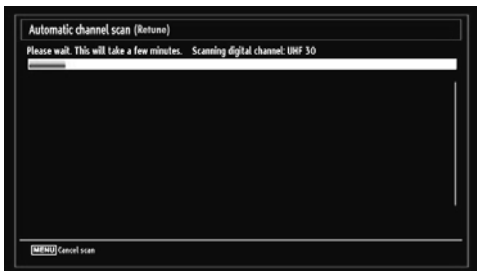 Automatic channel scan (Retune)
Please wait. This will take a few minutes. Scanning digital channel: UHF 30
MENU Cancel scan